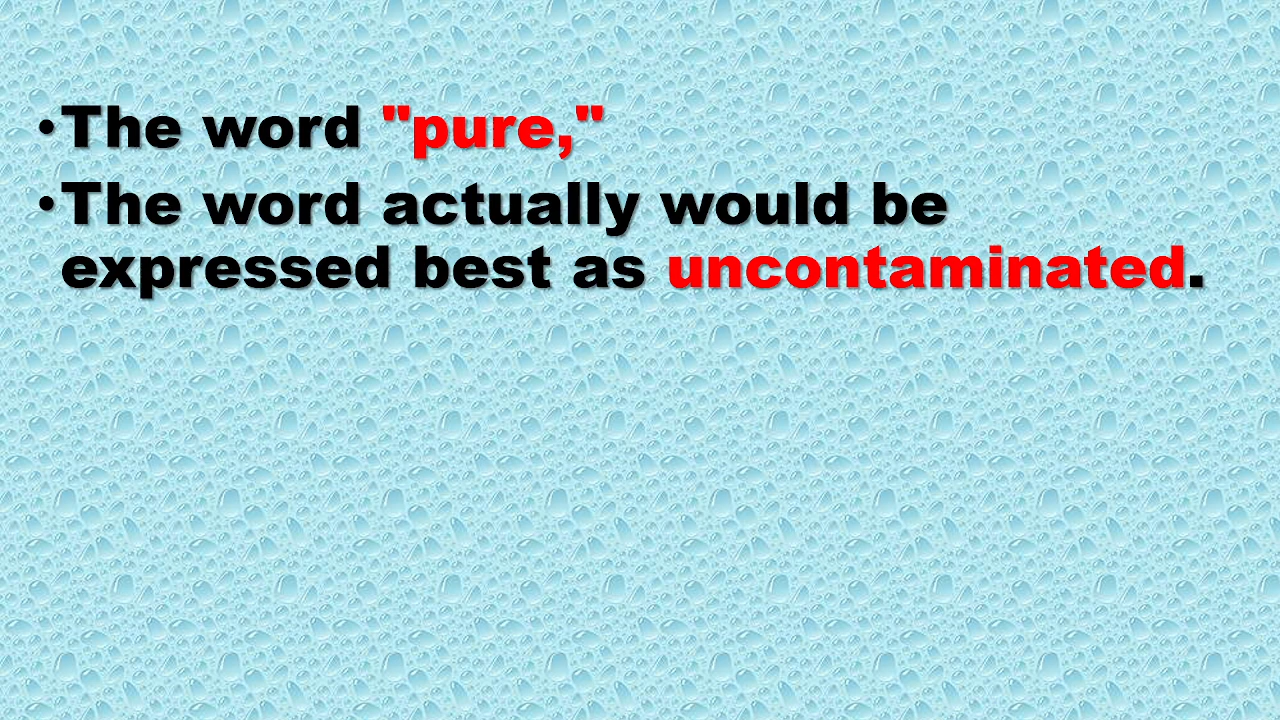 • The word "pure,"
• The word actually would be
expressed best as uncontaminated.